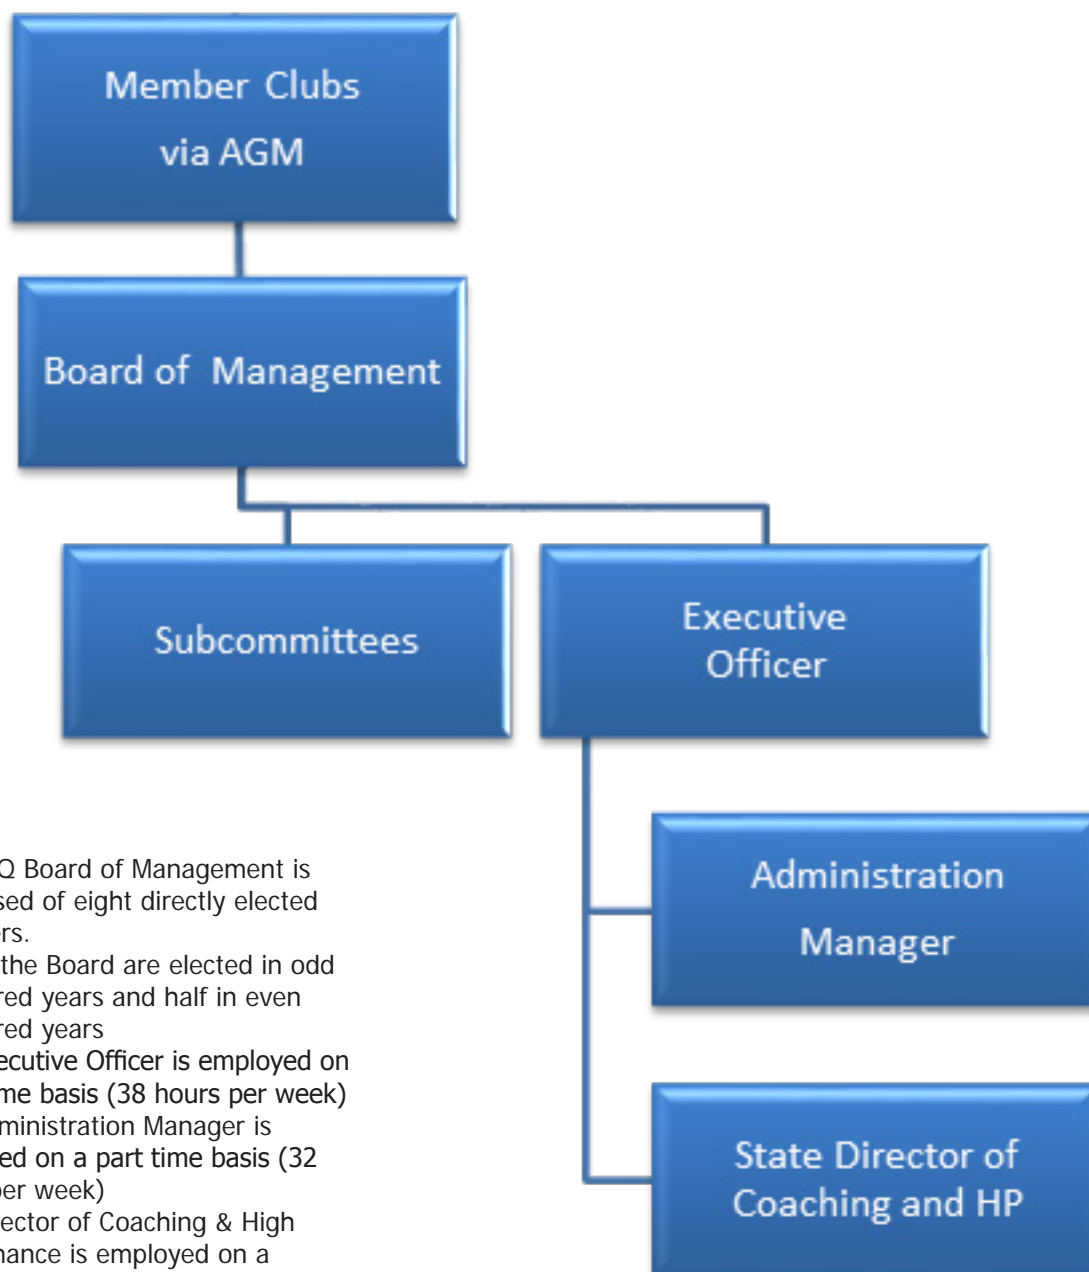 Member Clubs
via AGM
Board of Management
Subcommittees
Executive
Officer
Administration
Manager
State Director of
Coaching and HP
Q Board of Management is
sed of eight directly elected
ers.
the Board are elected in odd
red years and half in even
red years
ecutive Officer is employed on
me basis (38 hours per week)
ministration Manager is
ed on a part time basis (32
per week)
ector of Coaching & High
nance is employed on a